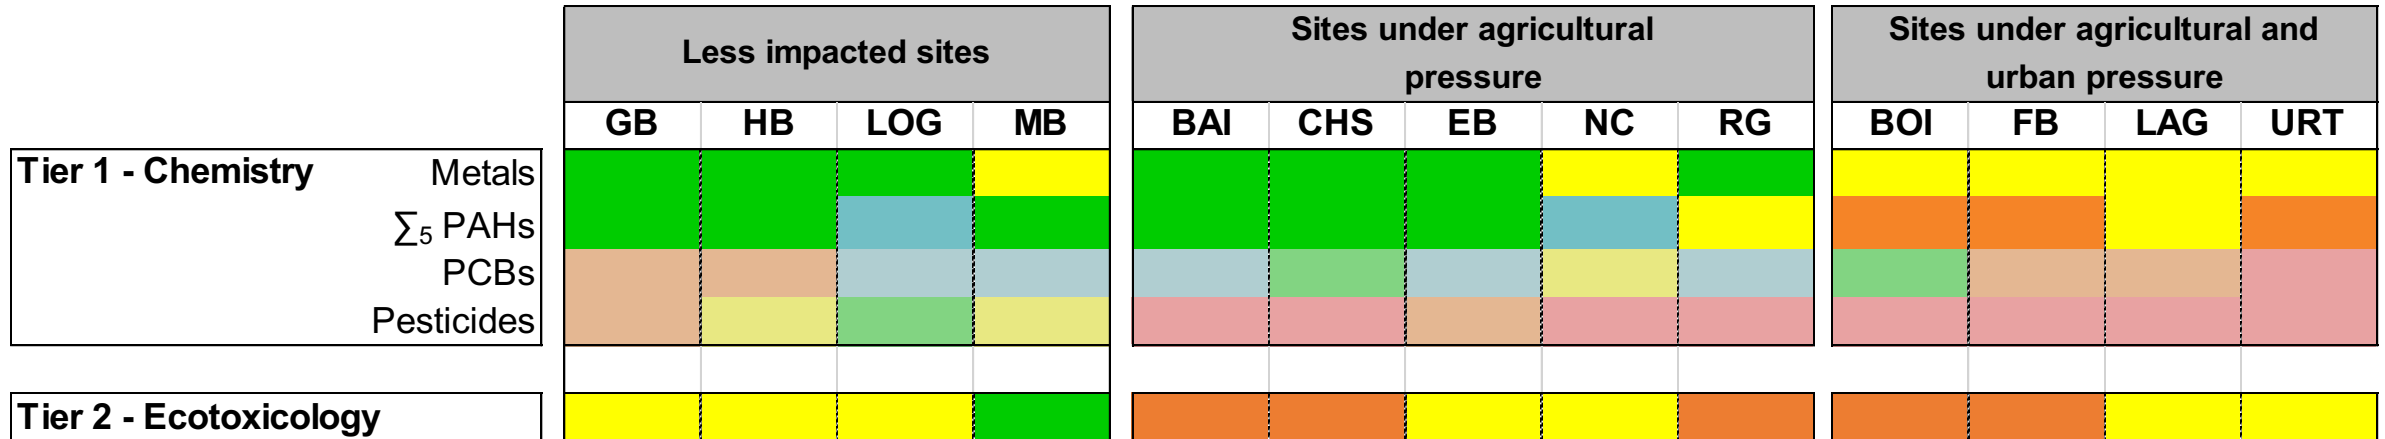 Less impacted sites
Sites under agricultural
pressure
Sites under agricultural and
urban pressure
GB HB LOG MB BAI CHS EB NC RG BOI FB LAG URT
Tier 1 - Chemistry Metals
∑5 PAHs
PCBs
Pesticides
Tier 2 - Ecotoxicology